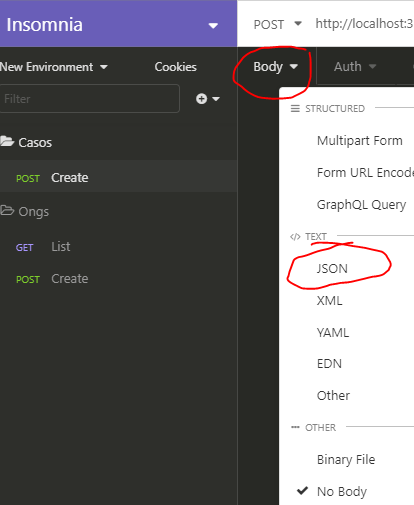 Insomnia
POST http://localhost:3
New Environment Cookies
Body Auth
Filter
STRUCTURED
Multipart Form
Form URL Encode
GraphQL Query
TEXT
JSON
XML
YAML
EDN
Other
OTHER
Binary File
No Body
Casos
POST Create
Ongs
GET List
POST Create